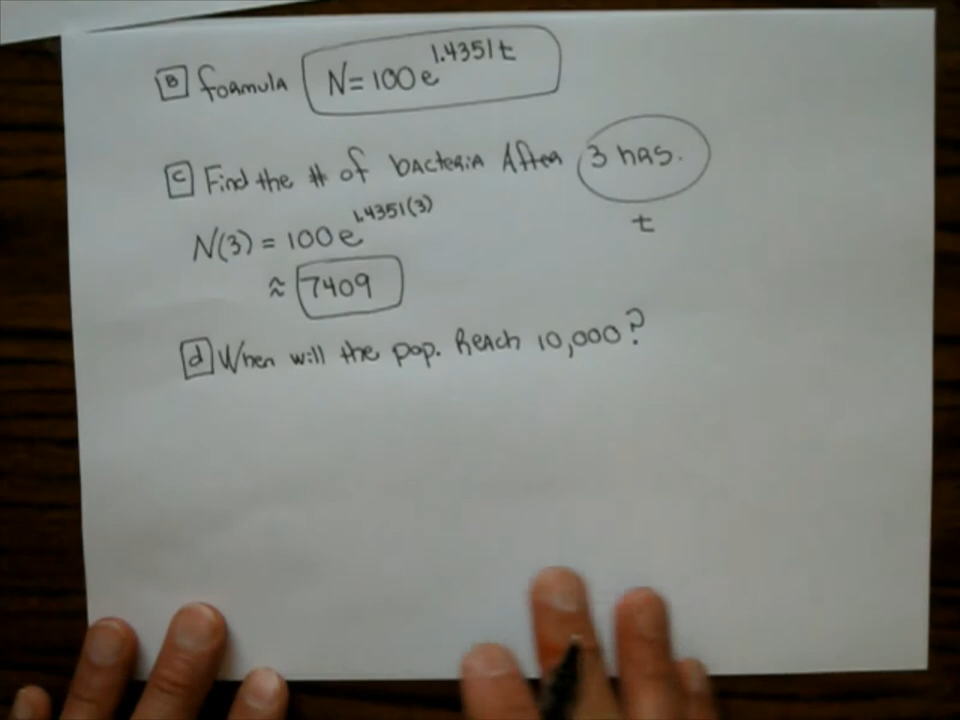 B Formula N=100e^1.4351t
C Find the # of bacteria After 3 hrs.
t
N(3) = 100e^1.4351(3)
≈ 7409
d When will the pop. Reach 10,000?